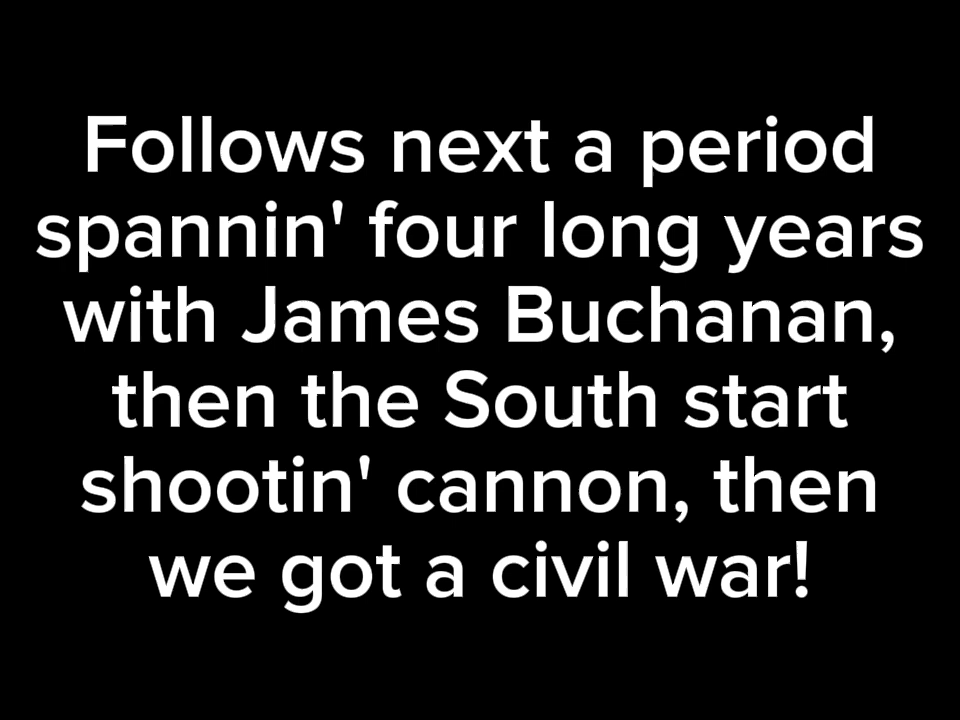 Follows next a period
spannin' four long years
with James Buchanan,
then the South start
shootin' cannon, then
we got a civil war!